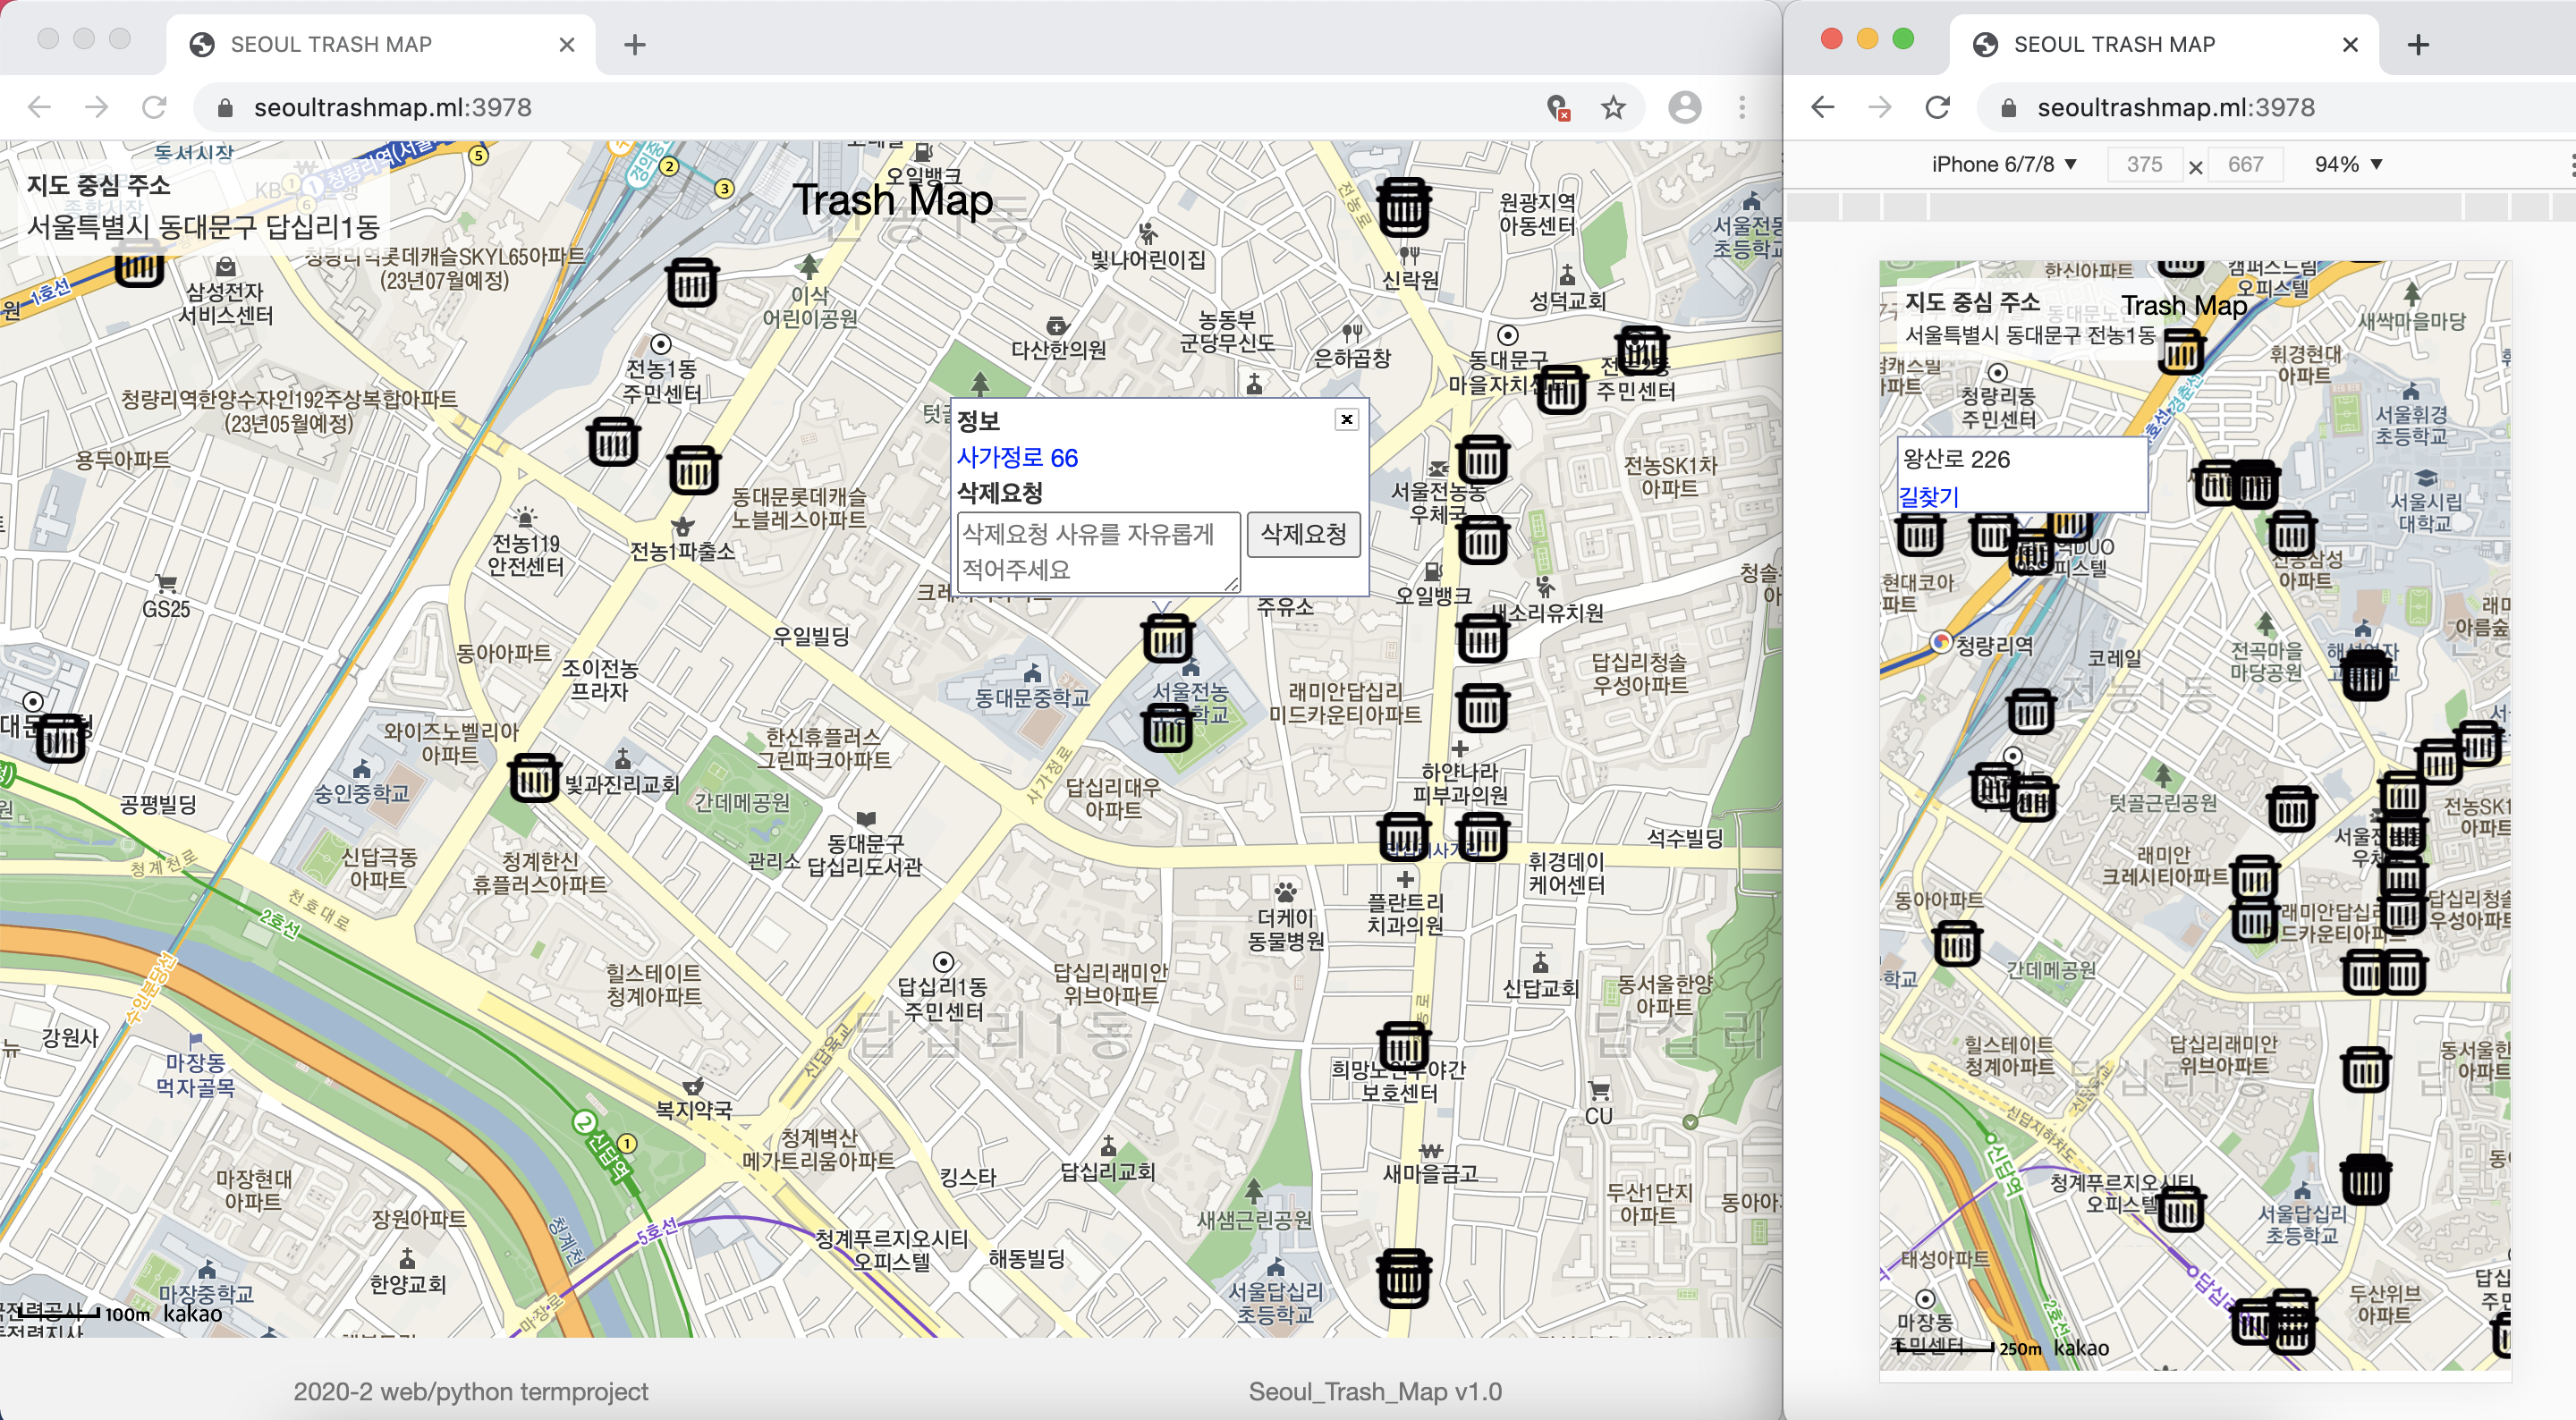 SEOUL TRASH MAP
seoultrashmap.ml:3978
동서시장
지도 중심 주소
서울특별시 동대문구 답십리1동
Trash Map
오일뱅크
원광지역
아동센터
청량리역롯데캐슬SKYL65아파트
(23년07월예정)
1호선
삼성전자
서비스센터
이삭
어린이공원
빛나어린이집
신락원
성덕교회
전농로
전농1동
주민센터
다산한의원
농동부
군당무신도
은하곱창
동대문구
마을자치센터
주민센터
청량리역한양수자인192주상복합아파트
(23년05월예정)
용두아파트
정보
사가정로 66
삭제요청
삭제요청 사유를 자유롭게
적어주세요
삭제요청
동대문롯데캐슬
노블레스아파트
전농119
안전센터
전농1파출소
서울전농동
우체국
전농SK1차
아파트
GS25
오일뱅크
주유소
새소리유치원
동아아파트
우일빌딩
조이전농
프라자
동대문중학교
서울전농
래미안답십리
미드카운티아파트
답십리청솔
우성아파트
와이즈노벨리아
아파트
숭인중학교
빛과진리교회
한신휴플러스
그린파크아파트
간데메공원
관리소
사가정로
답십리대우
아파트
하얀나라
피부과의원
공평빌딩
청계천로
신답극동
아파트
청계한신
휴플러스아파트
동대문구
답십리도서관
석수빌딩
휘경데이
케어센터
천호대로
2호선
더케이
동물병원
플란트리
치과의원
수인분당선
힐스테이트
청계아파트
답십리1동
주민센터
답십리래미안
위브아파트
신답교회
동서울한양
아파트
답십리1동
답십리
강원사
마장동
먹자골목
신답육교
복지약국
보호센터
CU
2 신답역 1
청계벽산
메가트리움아파트
킹스타
답십리교회
새마을금고
마장현대
아파트
장원아파트
5호선
청계천
청계푸르지오시티
오피스텔
해동빌딩
새샘근린공원
두산1단지
아파트
한양교회
마장중학교
마장로
서울답십리
초등학교
100m kakao
2020-2 web/python termproject
Seoul_Trash_Map v1.0
SEOUL TRASH MAP
seoultrashmap.ml:3978
iPhone 6/7/8 ▼ 375 × 667 94% ▼
한신아파트
캠퍼스드림
오피스텔
지도 중심 주소
서울특별시 동대문구 전농1동
Trash Map
새싹마을마당
휘경현대
아파트
청량리동
주민센터
서울휘경
초등학교
왕산로 226
길찾기
서울시립
대학교
전농삼성
아파트
현대코아
청량리역
코레일
전곡마을
마당공원
전농1동
텃골근린공원
래미안
크레시티아파트
동아아파트
간데메공원
힐스테이트
청계아파트
답십리래미안
위브아파트
신답지하차도
신답역
청계푸르지오시티
오피스텔
서울답십리
초등학교
태성아파트
두산위브
아파트
마장동
주민센터
2호선
250m kakao